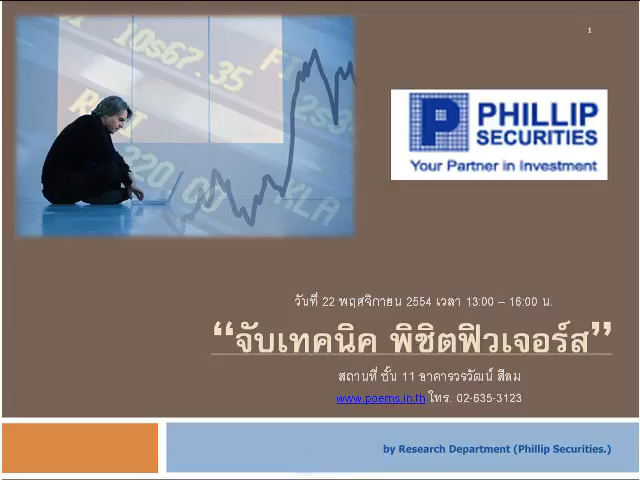 1
10s67.35
PHILLIP
SECURITIES
Your Partner in Investment
KLA
วันที่ 22 พฤศจิกายน 2554 เวลา 13:00 – 16:00 น.
“จับเทคนิค พิชิตฟิวเจอร์ส”
สถานที่ ชั้น 11 อาคารวรวัฒน์ สีลม
www.poems.in.th โทร. 02-635-3123
by Research Department (Phillip Securities.)